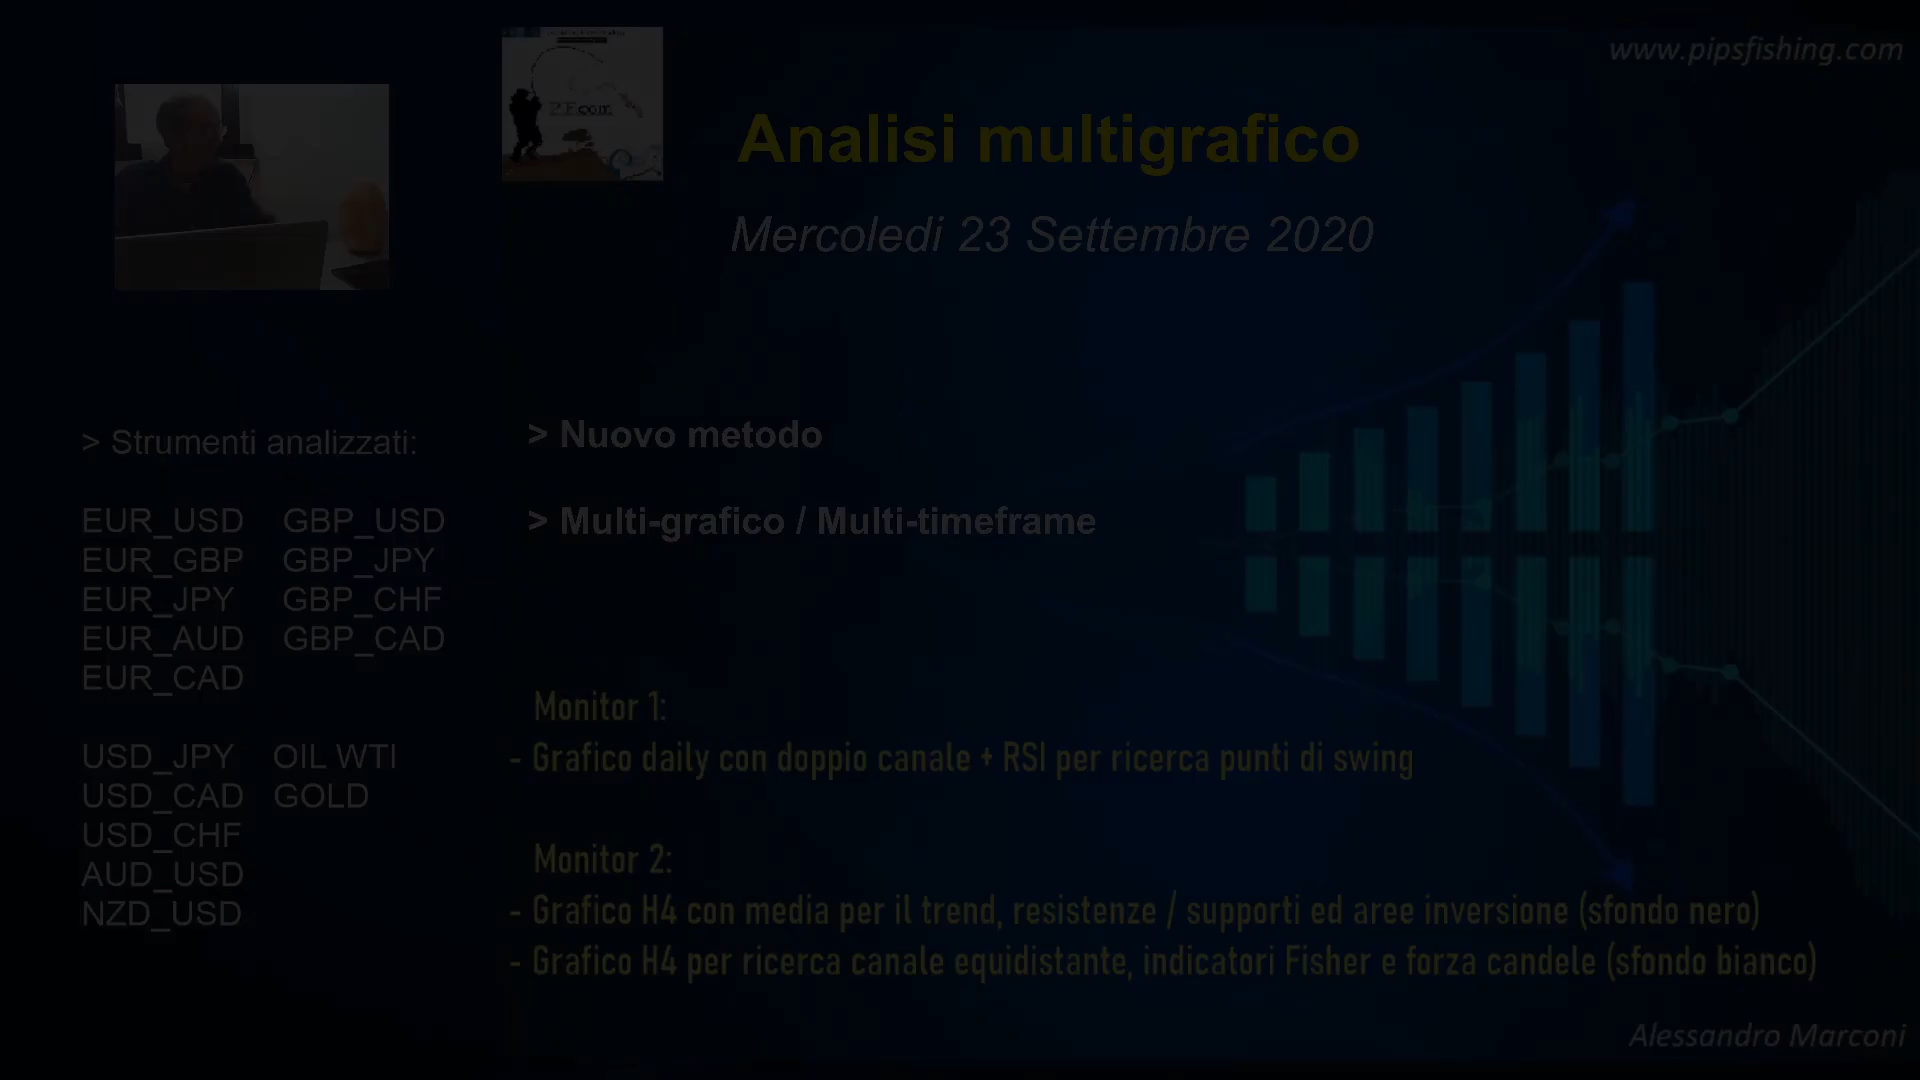 www.pipsfishing.com
P F.com
Analisi multigrafico
Mercoledi 23 Settembre 2020
> Strumenti analizzati:
EUR_USD GBP_USD
EUR_GBP GBP_JPY
EUR_JPY GBP_CHF
EUR_AUD GBP_CAD
EUR_CAD
USD_JPY OIL WTI
USD_CAD GOLD
USD_CHF
AUD_USD
NZD_USD
> Nuovo metodo
> Multi-grafico / Multi-timeframe
Monitor 1:
- Grafico daily con doppio canale + RSI per ricerca punti di swing
Monitor 2:
- Grafico H4 con media per il trend, resistenze / supporti ed aree inversione (sfondo nero)
- Grafico H4 per ricerca canale equidistante, indicatori Fisher e forza candele (sfondo bianco)
Alessandro Marconi